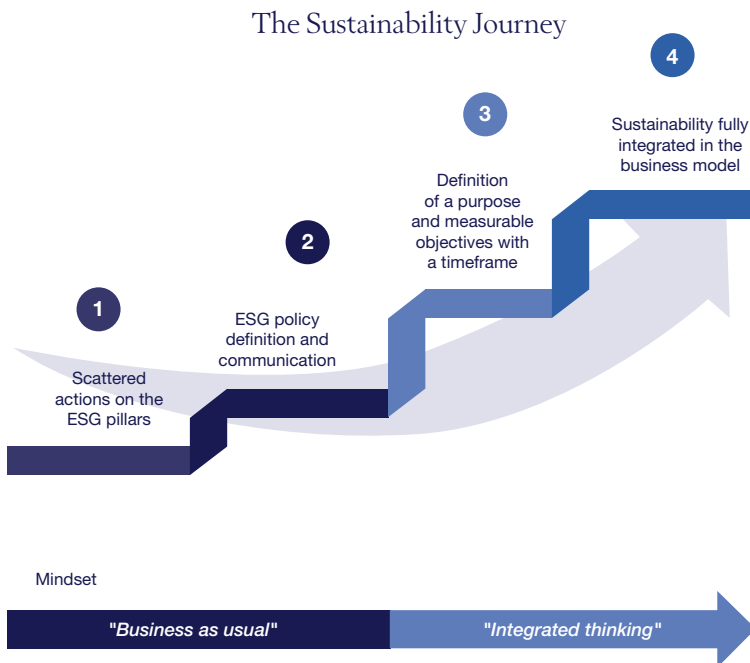 The Sustainability Journey
1
Scattered
actions on the
ESG pillars
2
ESG policy
definition and
communication
3
Definition
of a purpose
and measurable
objectives with
a timeframe
4
Sustainability fully
integrated in the
business model
Mindset
"Business as usual"
"Integrated thinking"